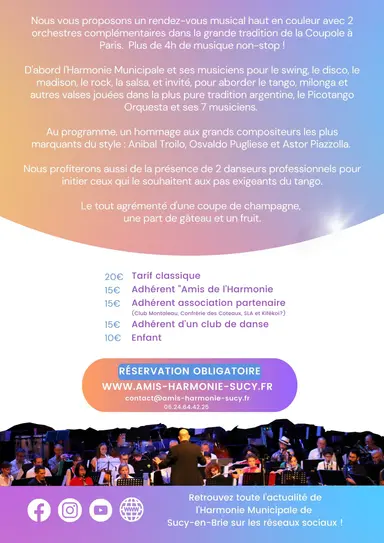 Nous vous proposons un rendez-vous musical haut en couleur avec 2
orchestres complémentaires dans la grande tradition de la Coupole à
Paris. Plus de 4h de musique non-stop !
D'abord l'Harmonie Municipale et ses musiciens pour le swing, le disco, le
madison, le rock, la salsa, et invité, pour aborder le tango, milonga et
autres valses jouées dans la plus pure tradition argentine, le Picotango
Orquesta et ses 7 musiciens.
Au programme, un hommage aux grands compositeurs les plus
marquants du style : Anibal Troilo, Osvaldo Pugliese et Astor Piazzolla.
Nous profiterons aussi de la présence de 2 danseurs professionnels pour
initier ceux qui le souhaitent aux pas exigeants du tango.
Le tout agrémenté d'une coupe de champagne,
une part de gâteau et un fruit.
20€ Tarif classique
15€ Adhérent "Amis de l'Harmonie
15€ Adhérent association partenaire
(Club Montaleau, Confrérie des Coteaux, ELA et Kifékoi?)
15€ Adhérent d'un club de danse
10€ Enfant
RÉSERVATION OBLIGATOIRE
WWW.AMIS-HARMONIE-SUCY.FR
contact@amis-harmonie-sucy.fr
06.24.64.42.25
WWW
Retrouvez toute l'actualité de
l'Harmonie Municipale de
Sucy-en-Brie sur les réseaux sociaux !